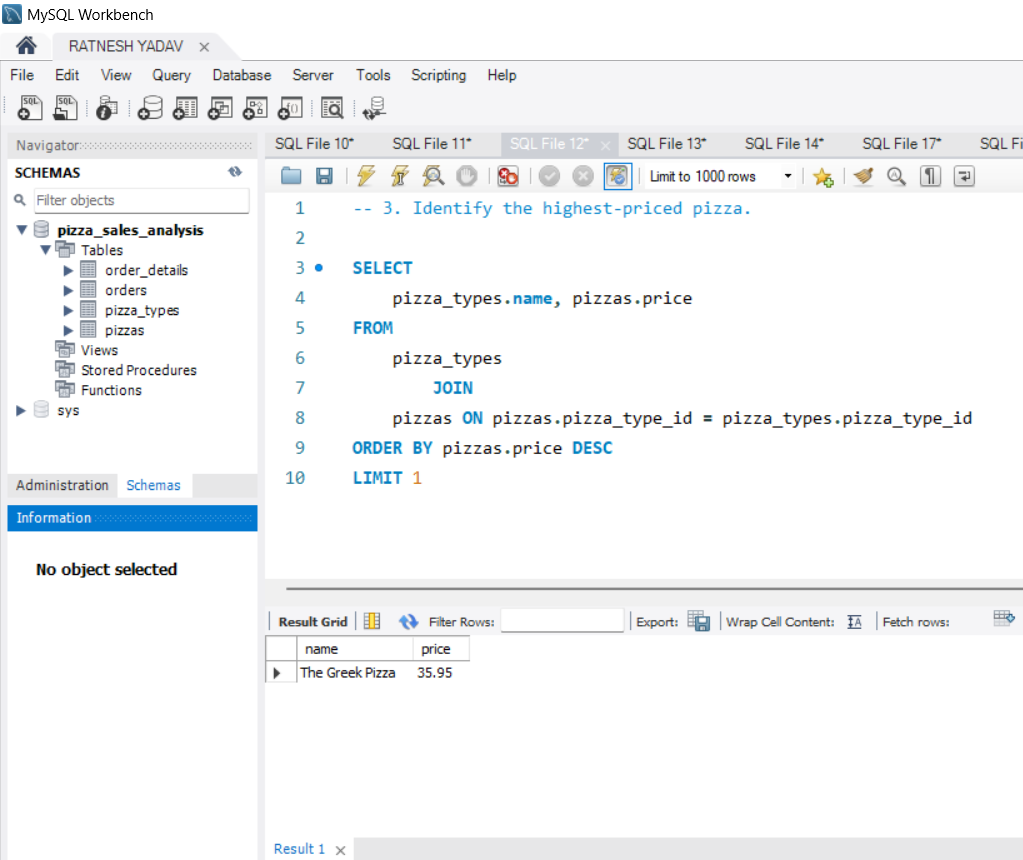 MySQL Workbench
RATNESH YADAV
File Edit View Query Database Server Tools Scripting Help
SQL SQL
Navigator
SCHEMAS
Filter objects
pizza_sales_analysis
Tables
order_details
orders
pizza_types
pizzas
Views
Stored Procedures
Functions
sys
Administration Schemas
Information
No object selected
SQL File 10* SQL File 11* SQL File 12* SQL File 13* SQL File 14* SQL File 17* SQL Fi
Limit to 1000 rows
1 -- 3. Identify the highest-priced pizza.
2
3 SELECT
4 pizza_types.name, pizzas.price
5 FROM
6 pizza_types
7 JOIN
8 pizzas ON pizzas.pizza_type_id = pizza_types.pizza_type_id
9 ORDER BY pizzas.price DESC
10 LIMIT 1
Result Grid Filter Rows: Export: Wrap Cell Content: IA Fetch rows:
name price
The Greek Pizza 35.95
Result 1